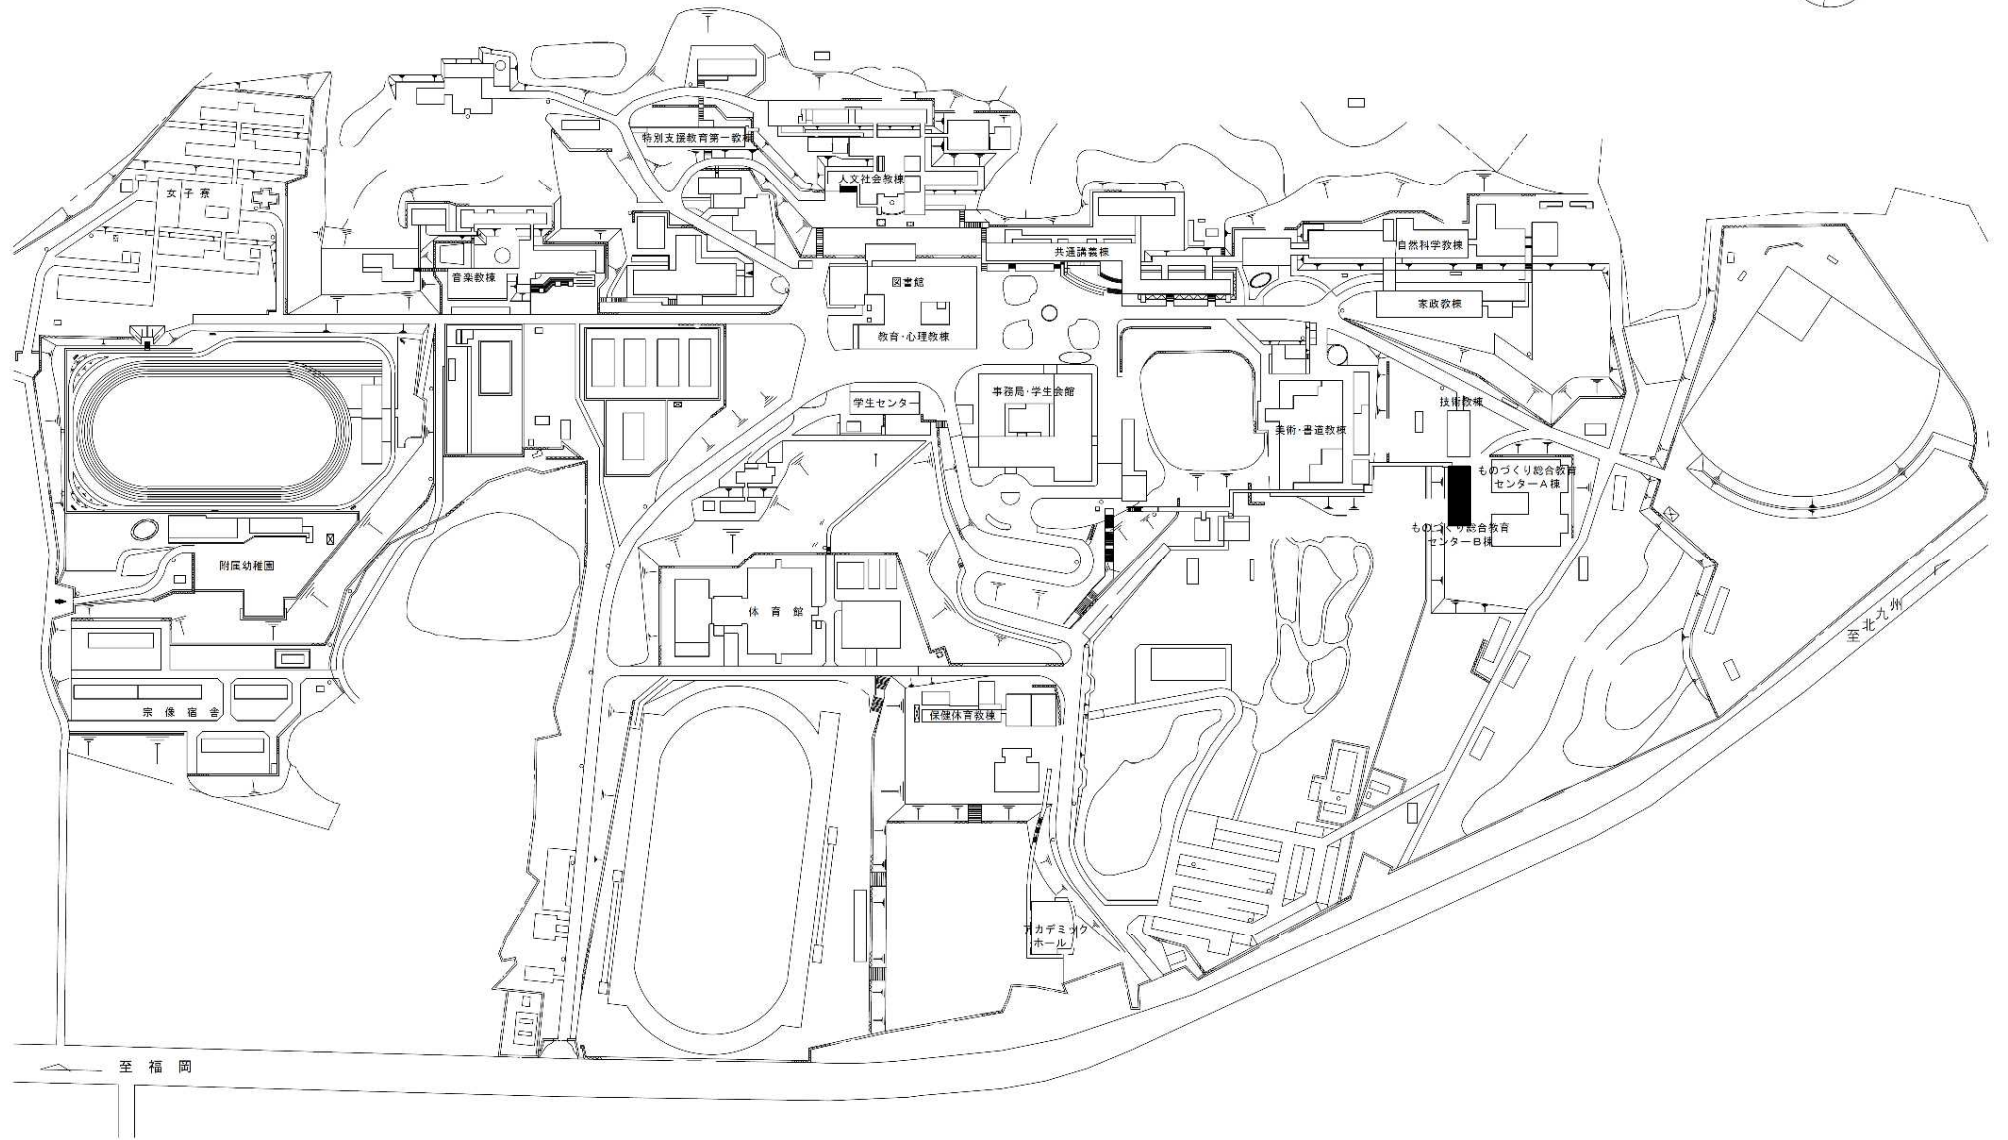 特別支援教育第一教棟
人文社会教棟
女子寮
共通講義棟
自然科学教棟
音楽教棟
図書館
家政教棟
教育・心理教棟
事務局・学生会館
学生センター
技術教棟
美術・書道教棟
ものづくり総合教育
センターA棟
ものづくり総合教育
センターB棟
附属幼稚園
体育館
至北九州
宗像宿舎
保健体育教棟
アカデミック
ホール
至福岡